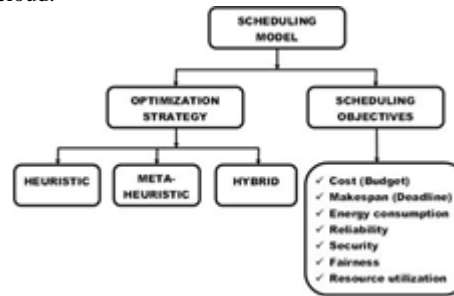 SCHEDULING
MODEL
OPTIMIZATION
STRATEGY
SCHEDULING
OBJECTIVES
HEURISTIC
META-
HEURISTIC
HYBRID
✓ Cost (Budget)
✓ Makespan (Deadline)
✓ Energy consumption
✓ Reliability
✓ Security
✓ Fairness
✓ Resource utilization